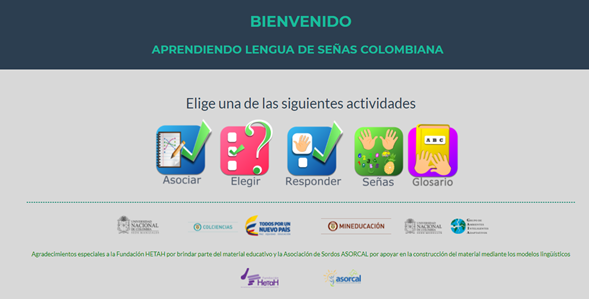 BIENVENIDO
APRENDIENDO LENGUA DE SEÑAS COLOMBIANA
Elige una de las siguientes actividades
A B C
Asociar Elegir Responder Señas Glosario
UNIVERSIDAD NACIONAL DE COLOMBIA
COLCIENCIAS
TODOS POR UN NUEVO PAÍS
MINEDUCACIÓN
UNIVERSIDAD NACIONAL DE COLOMBIA
Agradecimientos especiales a la Fundación HETAH por brindar parte del material educativo y la Asociación de Sordos ASORCAL por apoyar en la construcción del material mediante los modelos lingüísticos
HetaH
asorcal